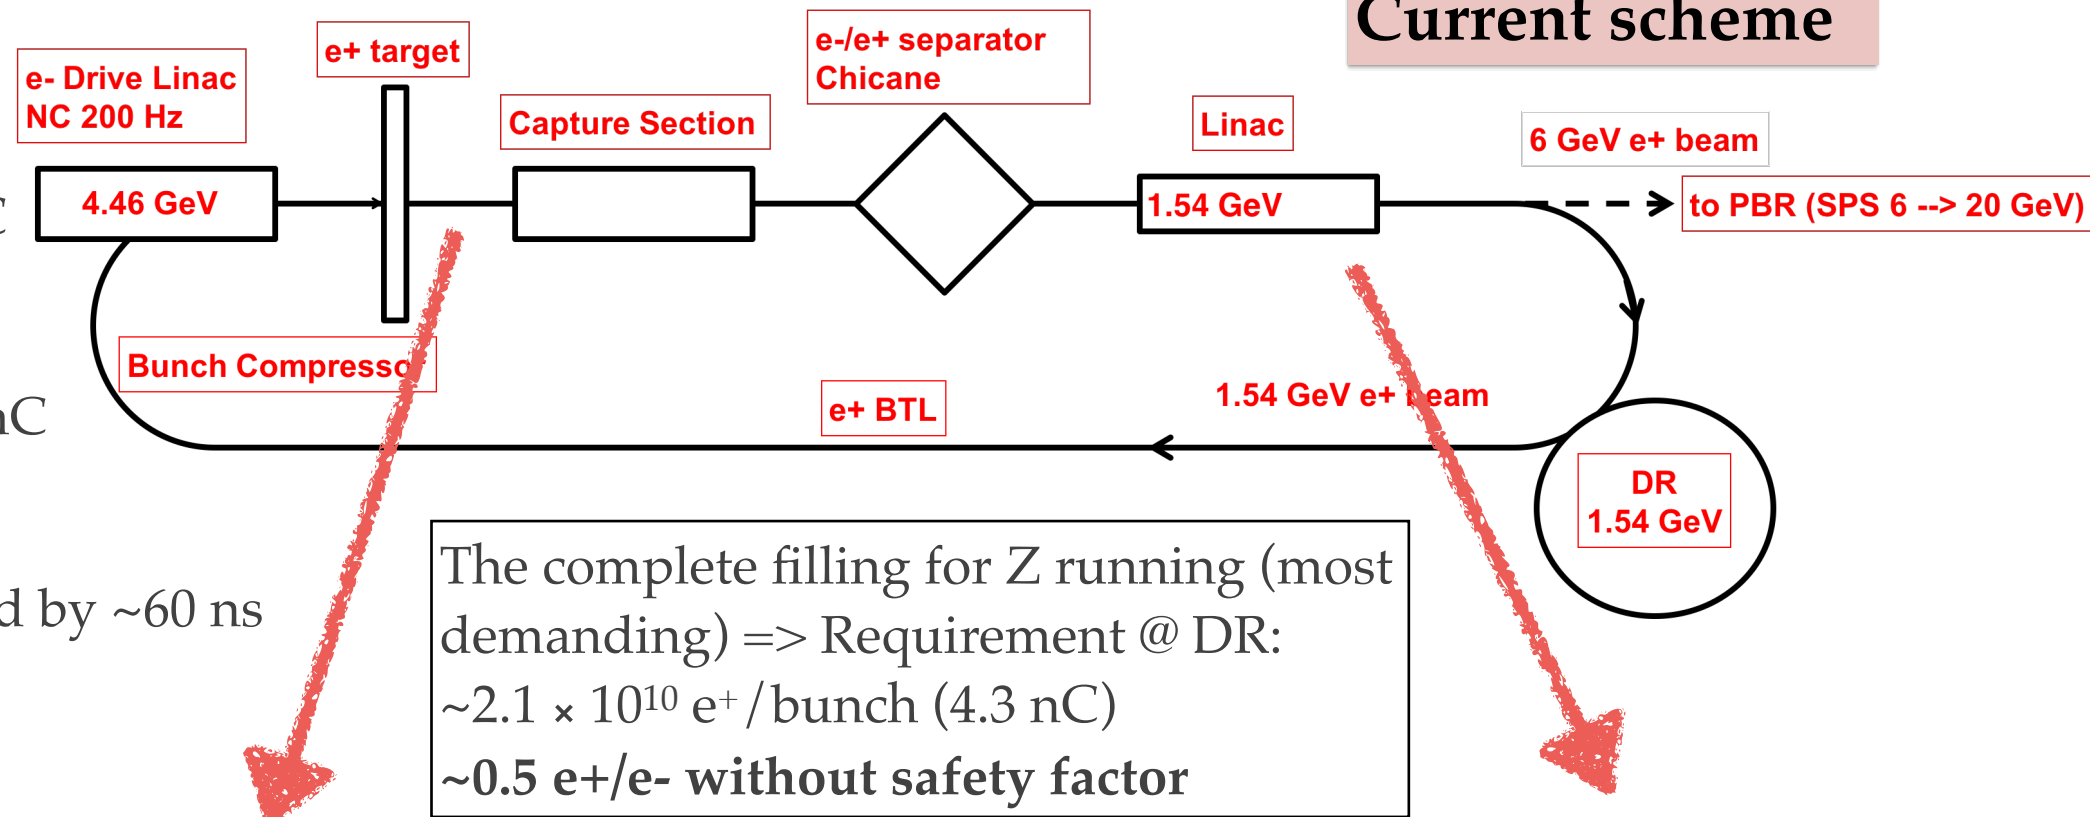 Current scheme
e- Drive Linac
NC 200 Hz
e+ target
e-/e+ separator
Chicane
Capture Section
Linac
6 GeV e+ beam
4.46 GeV
1.54 GeV
to PBR (SPS 6 --> 20 GeV)
Bunch Compressor
e+ BTL
1.54 GeV e+ beam
nC
DR
1.54 GeV
d by ~60 ns
The complete filling for Z running (most
demanding) => Requirement @ DR:
~2.1 × 10¹⁰ e⁺/bunch (4.3 nC)
~0.5 e+/e- without safety factor